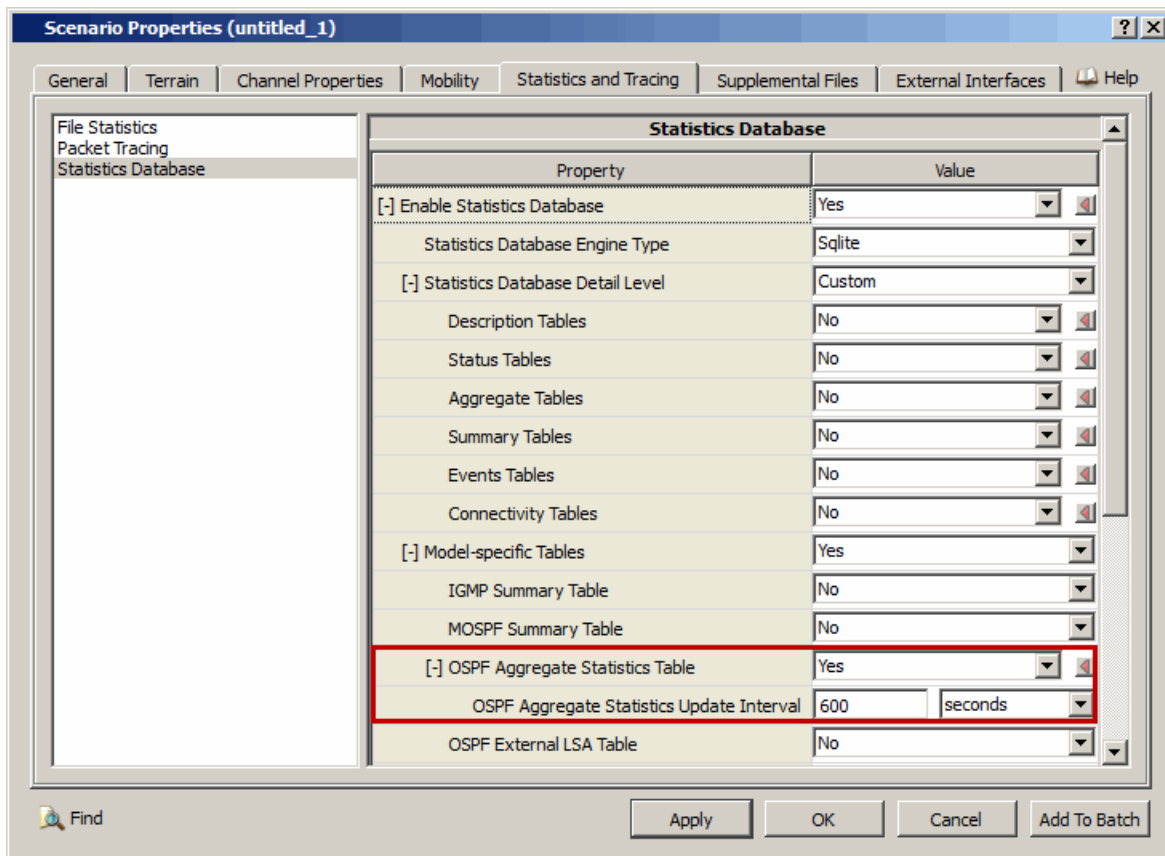 Scenario Properties (untitled_1)
? X
General Terrain Channel Properties Mobility Statistics and Tracing Supplemental Files External Interfaces Help
File Statistics
Packet Tracing
Statistics Database
Statistics Database
Property Value
[-] Enable Statistics Database Yes
Statistics Database Engine Type Sqlite
[-] Statistics Database Detail Level Custom
Description Tables No
Status Tables No
Aggregate Tables No
Summary Tables No
Events Tables No
Connectivity Tables No
[-] Model-specific Tables Yes
IGMP Summary Table No
MOSPF Summary Table No
[-] OSPF Aggregate Statistics Table Yes
OSPF Aggregate Statistics Update Interval 600 seconds
OSPF External LSA Table No
Find Apply OK Cancel Add To Batch